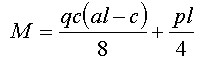 M = qc(al−c)/8 + pl/4